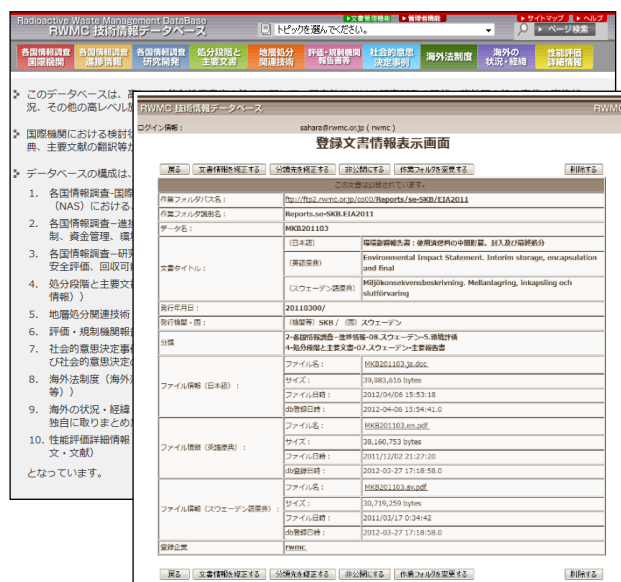 Radioactive Waste Management DataBase
RWMC 技術情報データベース
トピックを選んでください。
▶文書管理機能 ▶管理者機能
▶サイトマップ ▶ヘルプ
▶ ページ検索
各国情報調査 国際機関
各国情報調査 進捗情報
各国情報調査 研究開発
処分段階と 主要文書
地層処分 関連技術
評価・規制機関 報告書等
社会的意思 決定事例
海外法制度
海外の 状況・経緯
性能評価 詳細情報
このデータベースは、
況、その他の高レベル
国際機関における検討
典、主要文献の翻訳等
データベースの構成は、
1. 各国情報調査-国際
（NAS）における、
2. 各国情報調査−進捗
制、資金管理、環
3. 各国情報調査−研
安全評価、回収可
4. 処分段階と主要文
情報））
5. 地層処分関連技術
6. 評価・規制機関報
7. 社会的意思決定事
び社会的意思決定
8. 海外法制度（海外
等））
9. 海外の状況・経緯
独自に取りまとめ
10. 性能評価詳細情報
文・文献）
となっています。
RWMC 技術情報データベース
RWM
ログイン情報：
sahara@rwmc.or.jp ( rwmc )
登録文書情報表示画面
戻る 文書情報を修正する 分類先を修正する 非公開にする 作業フォルダを変更する 削除する
この文書は公開されています。
作業フォルダパス名： ftp://ftp2.rwmc.or.jp/co00/Reports/se-SKB/EIA2011
作業フォルダ識別名： Reports.se-SKB.EIA2011
データ名： MKB201103
文書タイトル：
（日本語） 環境影響報告書：使用済燃料の中間貯蔵、封入及び最終処分
（英語原典） Environmental Impact Statement. Interim storage, encapsulation and final
（スウェーデン語原典） Miljökonsekvensbeskrivning. Mellanlagring, inkapsling och slutförvaring
発行年月日： 20110300/
発行機関・国： （機関等）SKB / （国） スウェーデン
分類
2-各国情報調査−進捗情報-08.スウェーデン-5.環境評価
4-処分段階と主要文書-07.スウェーデン-主要報告書
ファイル情報（日本語）：
ファイル名： MKB201103.ja.doc
サイズ： 39,983,616 bytes
ファイル日時： 2012/04/06 15:53:18
db登録日時： 2012-04-06 15:54:41.0
ファイル情報（英語原典）：
ファイル名： MKB201103.en.pdf
サイズ： 38,160,753 bytes
ファイル日時： 2011/12/02 21:27:20
db登録日時： 2012-03-27 17:18:58.0
ファイル情報（スウェーデン語原典）：
ファイル名： MKB201103.sv.pdf
サイズ： 30,719,259 bytes
ファイル日時： 2011/03/17 0:34:42
db登録日時： 2012-03-27 17:18:58.0
登録企業 rwmc
戻る 文書情報を修正する 分類先を修正する 非公開にする 作業フォルダを変更する 削除する